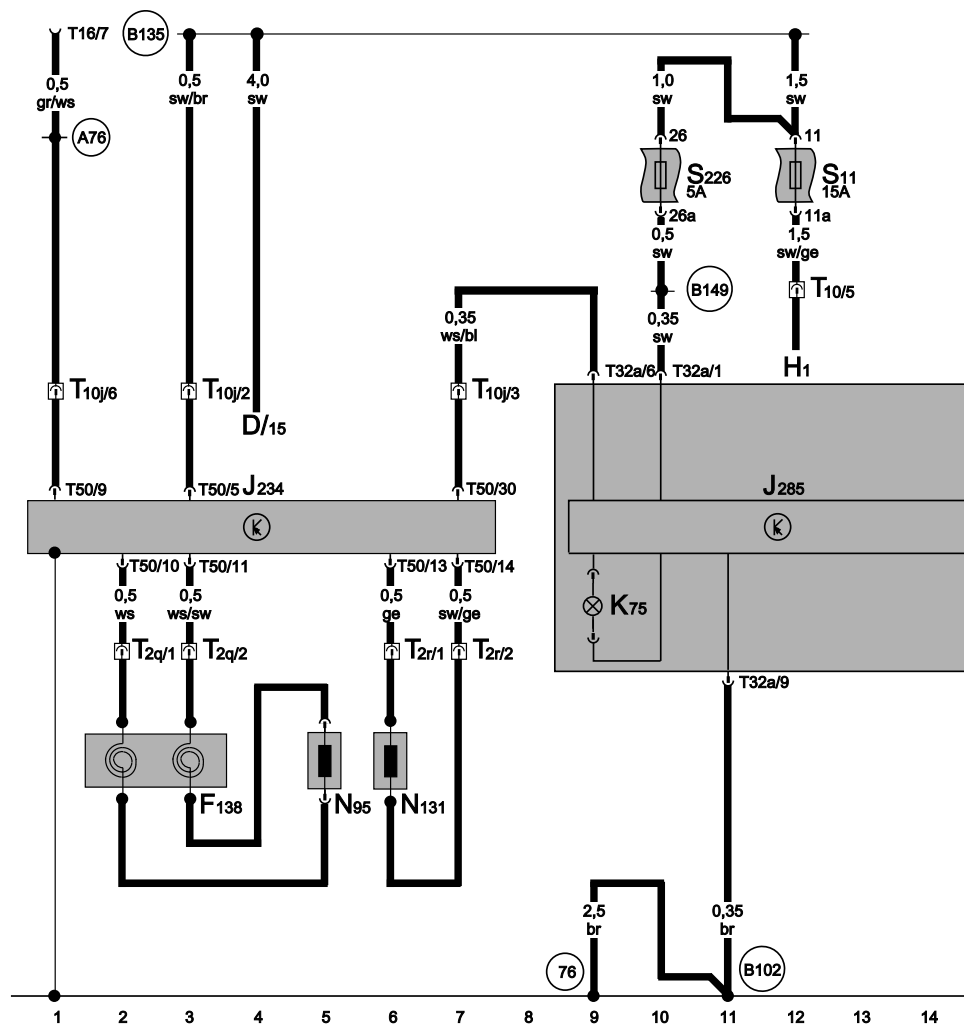 T16/7 B135
0,5 0,5 4,0 1,0 1,5
gr/ws sw/br sw sw sw
A76 26 11
S226 S11
5A 15A
26a 11a
0,5 1,5
sw sw/ge
B149 T10/5
0,35 0,35
ws/bl sw
H1
T32a/6 T32a/1
T10j/6 T10j/2 T10j/3
D/15
T50/9 T50/5 J234 T50/30 J285
T50/10 T50/11 T50/13 T50/14
0,5 0,5 0,5 0,5
ws ws/sw ge sw/ge
K75
T2q/1 T2q/2 T2r/1 T2r/2
T32a/9
F138 N95 N131
2,5 0,35
br br
76 B102
1 2 3 4 5 6 7 8 9 10 11 12 13 14